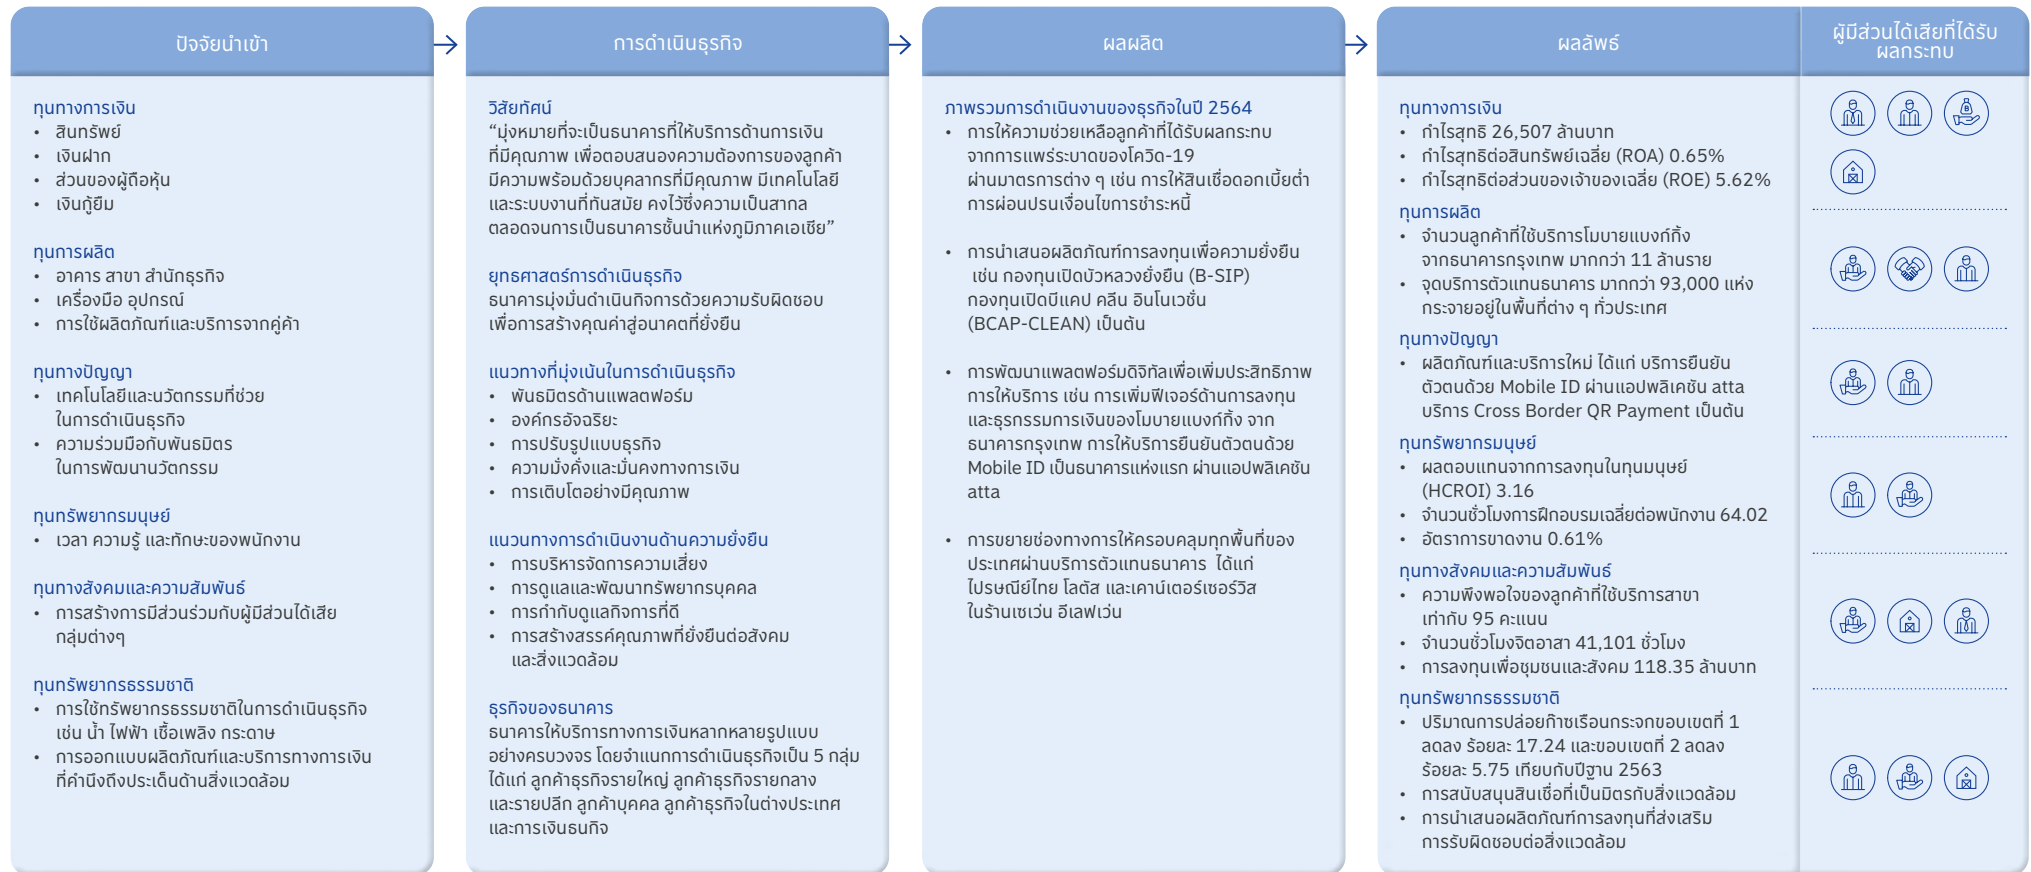 ปัจจัยนำเข้า
ทุนทางการเงิน
• สินทรัพย์
• เงินฝาก
• ส่วนของผู้ถือหุ้น
• เงินกู้ยืม
ทุนการผลิต
• อาคาร สาขา สำนักธุรกิจ
• เครื่องมือ อุปกรณ์
• การใช้ผลิตภัณฑ์และบริการจากคู่ค้า
ทุนทางปัญญา
• เทคโนโลยีและนวัตกรรมที่ช่วย
ในการดำเนินธุรกิจ
• ความร่วมมือกับพันธมิตร
ในการพัฒนานวัตกรรม
ทุนทรัพยากรมนุษย์
• เวลา ความรู้ และทักษะของพนักงาน
ทุนทางสังคมและความสัมพันธ์
• การสร้างการมีส่วนร่วมกับผู้มีส่วนได้เสีย
กลุ่มต่างๆ
ทุนทรัพยากรธรรมชาติ
• การใช้ทรัพยากรธรรมชาติในการดำเนินธุรกิจ
เช่น น้ำ ไฟฟ้า เชื้อเพลิง กระดาษ
• การออกแบบผลิตภัณฑ์และบริการทางการเงิน
ที่คำนึงถึงประเด็นด้านสิ่งแวดล้อม
การดำเนินธุรกิจ
วิสัยทัศน์
“มุ่งหมายที่จะเป็นธนาคารที่ให้บริการด้านการเงิน
ที่มีคุณภาพ เพื่อตอบสนองความต้องการของลูกค้า
มีความพร้อมด้วยบุคลากรที่มีคุณภาพ มีเทคโนโลยี
และระบบงานที่ทันสมัย คงไว้ซึ่งความเป็นสากล
ตลอดจนการเป็นธนาคารชั้นนำแห่งภูมิภาคเอเชีย”
ยุทธศาสตร์การดำเนินธุรกิจ
ธนาคารมุ่งมั่นดำเนินกิจการด้วยความรับผิดชอบ
เพื่อการสร้างคุณค่าสู่อนาคตที่ยั่งยืน
แนวทางที่มุ่งเน้นในการดำเนินธุรกิจ
• พันธมิตรด้านแพลตฟอร์ม
• องค์กรอัจฉริยะ
• การปรับรูปแบบธุรกิจ
• ความมั่งคั่งและมั่นคงทางการเงิน
• การเติบโตอย่างมีคุณภาพ
แนวนทางการดำเนินงานด้านความยั่งยืน
• การบริหารจัดการความเสี่ยง
• การดูแลและพัฒนาทรัพยากรบุคคล
• การกำกับดูแลกิจการที่ดี
• การสร้างสรรค์คุณภาพที่ยั่งยืนต่อสังคม
และสิ่งแวดล้อม
ธุรกิจของธนาคาร
ธนาคารให้บริการทางการเงินหลากหลายรูปแบบ
อย่างครบวงจร โดยจำแนกการดำเนินธุรกิจเป็น 5 กลุ่ม
ได้แก่ ลูกค้าธุรกิจรายใหญ่ ลูกค้าธุรกิจรายกลาง
และรายปลีก ลูกค้าบุคคล ลูกค้าธุรกิจในต่างประเทศ
และการเงินธนกิจ
ผลผลิต
ภาพรวมการดำเนินงานของธุรกิจในปี 2564
• การให้ความช่วยเหลือลูกค้าที่ได้รับผลกระทบ
จากการแพร่ระบาดของโควิด-19
ผ่านมาตรการต่าง ๆ เช่น การให้สินเชื่อดอกเบี้ยต่ำ
การผ่อนปรนเงื่อนไขการชำระหนี้
• การนำเสนอผลิตภัณฑ์การลงทุนเพื่อความยั่งยืน
เช่น กองทุนเปิดบัวหลวงยั่งยืน (B-SIP)
กองทุนเปิดบีแคป คลีน อินโนเวชั่น
(BCAP-CLEAN) เป็นต้น
• การพัฒนาแพลตฟอร์มดิจิทัลเพื่อเพิ่มประสิทธิภาพ
การให้บริการ เช่น การเพิ่มฟีเจอร์ด้านการลงทุน
และธุรกรรมการเงินของโมบายแบงก์กิ้ง จาก
ธนาคารกรุงเทพ การให้บริการยืนยันตัวตนด้วย
Mobile ID เป็นธนาคารแห่งแรก ผ่านแอปพลิเคชัน
atta
• การขยายช่องทางการให้ครอบคลุมทุกพื้นที่ของ
ประเทศผ่านบริการตัวแทนธนาคาร ได้แก่
ไปรษณีย์ไทย โลตัส และเคาน์เตอร์เซอร์วิส
ในร้านเซเว่น อีเลฟเว่น
ผลลัพธ์
ทุนทางการเงิน
• กำไรสุทธิ 26,507 ล้านบาท
• กำไรสุทธิต่อสินทรัพย์เฉลี่ย (ROA) 0.65%
• กำไรสุทธิต่อส่วนของเจ้าของเฉลี่ย (ROE) 5.62%
ทุนการผลิต
• จำนวนลูกค้าที่ใช้บริการโมบายแบงก์กิ้ง
จากธนาคารกรุงเทพ มากกว่า 11 ล้านราย
• จุดบริการตัวแทนธนาคาร มากกว่า 93,000 แห่ง
กระจายอยู่ในพื้นที่ต่าง ๆ ทั่วประเทศ
ทุนทางปัญญา
• ผลิตภัณฑ์และบริการใหม่ ได้แก่ บริการยืนยัน
ตัวตนด้วย Mobile ID ผ่านแอปพลิเคชัน atta
บริการ Cross Border QR Payment เป็นต้น
ทุนทรัพยากรมนุษย์
• ผลตอบแทนจากการลงทุนในทุนมนุษย์
(HCROI) 3.16
• จำนวนชั่วโมงการฝึกอบรมเฉลี่ยต่อพนักงาน 64.02
• อัตราการขาดงาน 0.61%
ทุนทางสังคมและความสัมพันธ์
• ความพึงพอใจของลูกค้าที่ใช้บริการสาขา
เท่ากับ 95 คะแนน
• จำนวนชั่วโมงจิตอาสา 41,101 ชั่วโมง
• การลงทุนเพื่อชุมชนและสังคม 118.35 ล้านบาท
ทุนทรัพยากรธรรมชาติ
• ปริมาณการปล่อยก๊าซเรือนกระจกขอบเขตที่ 1
ลดลง ร้อยละ 17.24 และขอบเขตที่ 2 ลดลง
ร้อยละ 5.75 เทียบกับปีฐาน 2563
• การสนับสนุนสินเชื่อที่เป็นมิตรกับสิ่งแวดล้อม
• การนำเสนอผลิตภัณฑ์การลงทุนที่ส่งเสริม
การรับผิดชอบต่อสิ่งแวดล้อม
ผู้มีส่วนได้เสียที่ได้รับ
ผลกระทบ